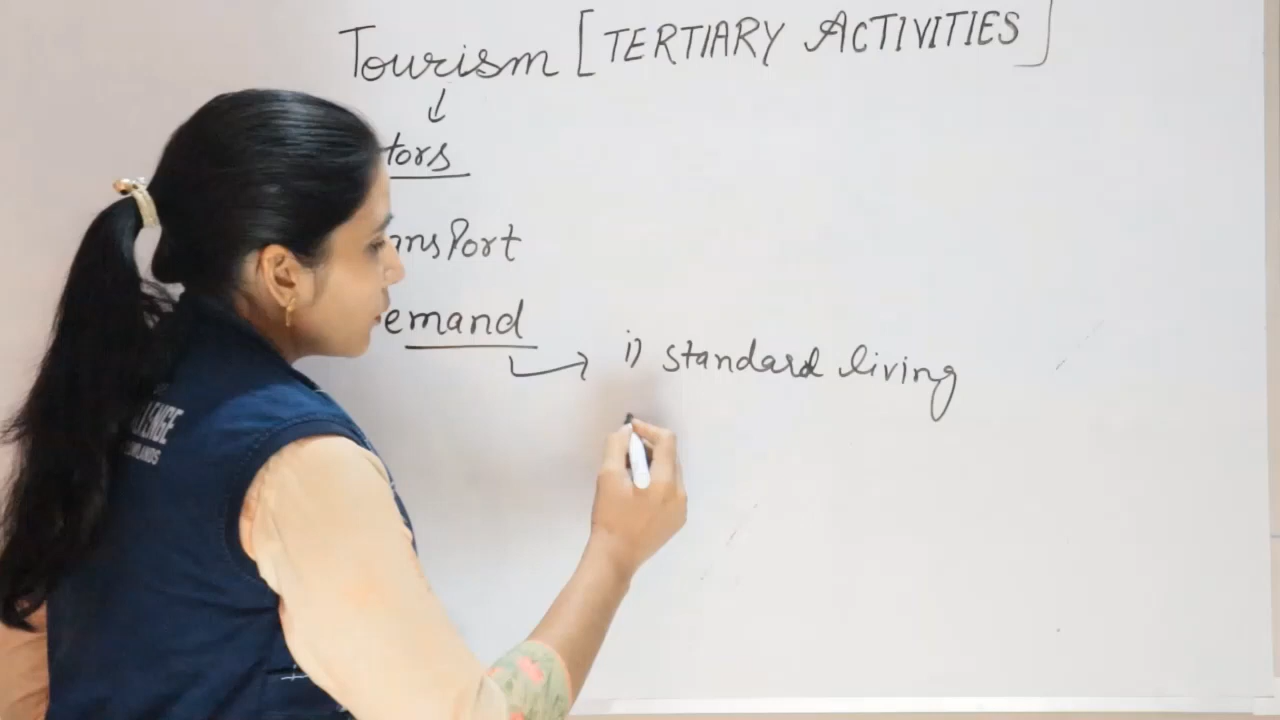 Tourism [TERTIARY ACTIVITIES]
tors
ansPort
emand
i) standard living